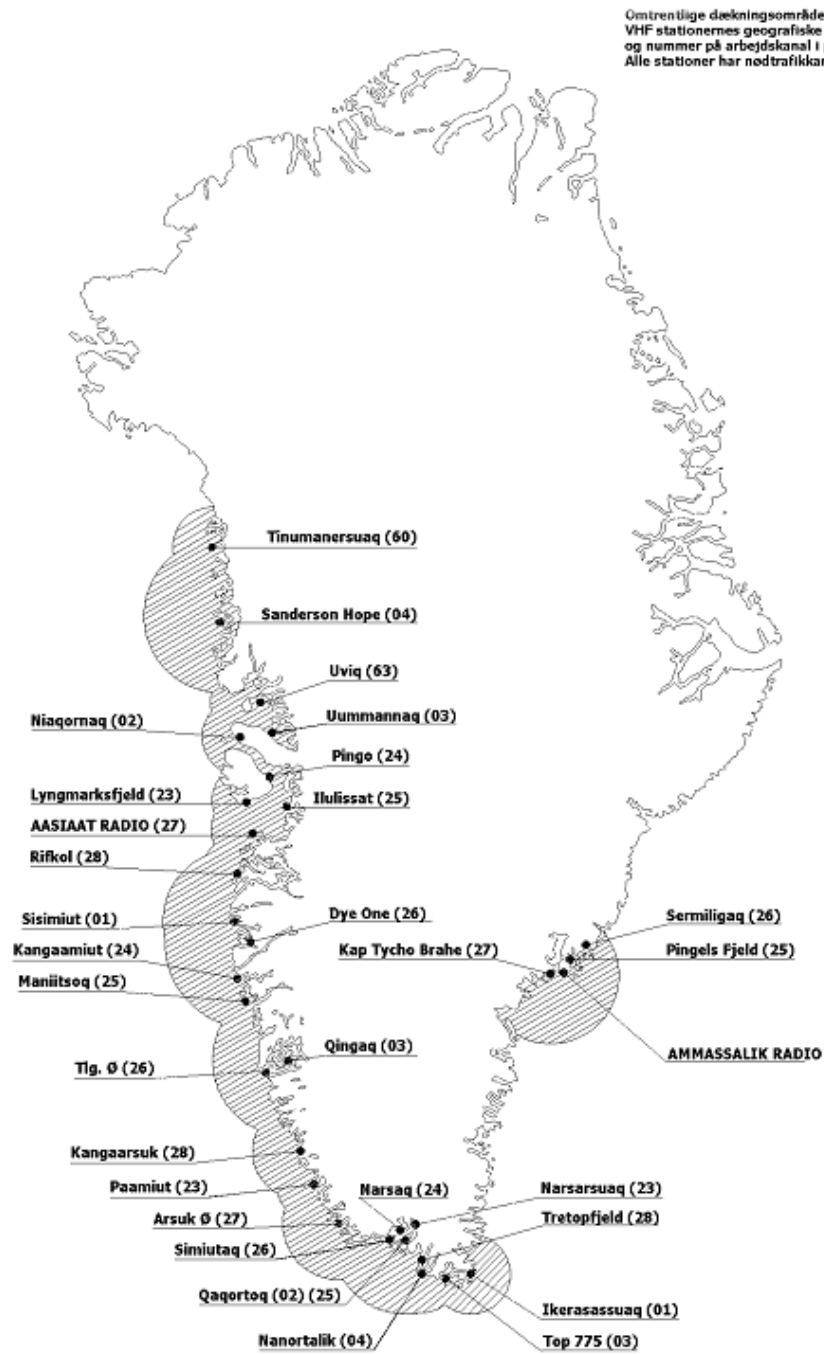 Omtrentlige dækningsområde
VHF stationernes geografiske
og nummer på arbejdskanal i
Alle stationer har
Tinumanersuaq (60)
Sanderson Hope (04)
Uviq (63)
Niaqornaq (02)
Uummannaq (03)
Pingo (24)
Lyngmarksfjeld (23)
Ilulissat (25)
AASIAAT RADIO (27)
Rifkol (28)
Sisimiut (01)
Dye One (26)
Sermiligaq (26)
Kangaamiut (24)
Kap Tycho Brahe (27)
Pingels Fjeld (25)
Maniitsoq (25)
Qingaq (03)
AMMASSALIK RADIO
Tlg. Ø (26)
Kangaarsuk (28)
Paamiut (23)
Narsaq (24)
Narsarsuaq (23)
Arsuk Ø (27)
Tretopfjeld (28)
Simiutaq (26)
Qaqortoq (02) (25)
Ikerasassuaq (01)
Nanortalik (04)
Top 775 (03)